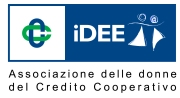 iDEE
Associazione delle donne
del Credito Cooperativo